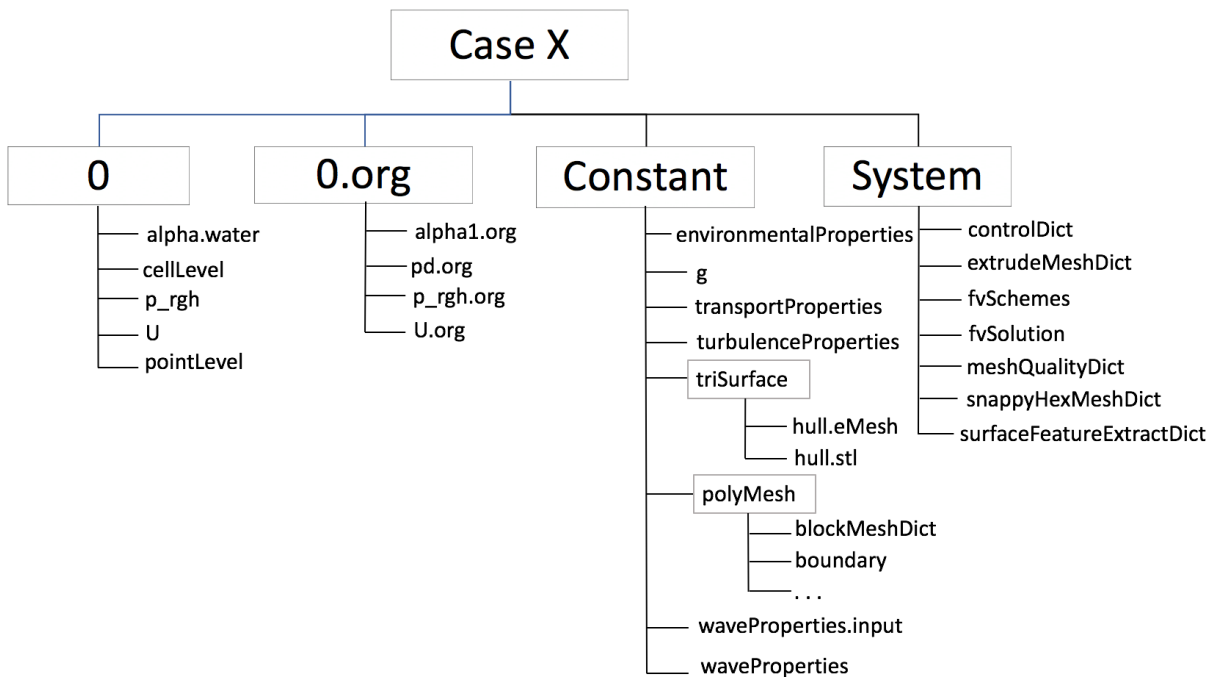 Case X
0
alpha.water
cellLevel
p_rgh
U
pointLevel
0.org
alpha1.org
pd.org
p_rgh.org
U.org
Constant
environmentalProperties
g
transportProperties
turbulenceProperties
triSurface
hull.eMesh
hull.stl
polyMesh
blockMeshDict
boundary
. . .
waveProperties.input
waveProperties
System
controlDict
extrudeMeshDict
fvSchemes
fvSolution
meshQualityDict
snappyHexMeshDict
surfaceFeatureExtractDict